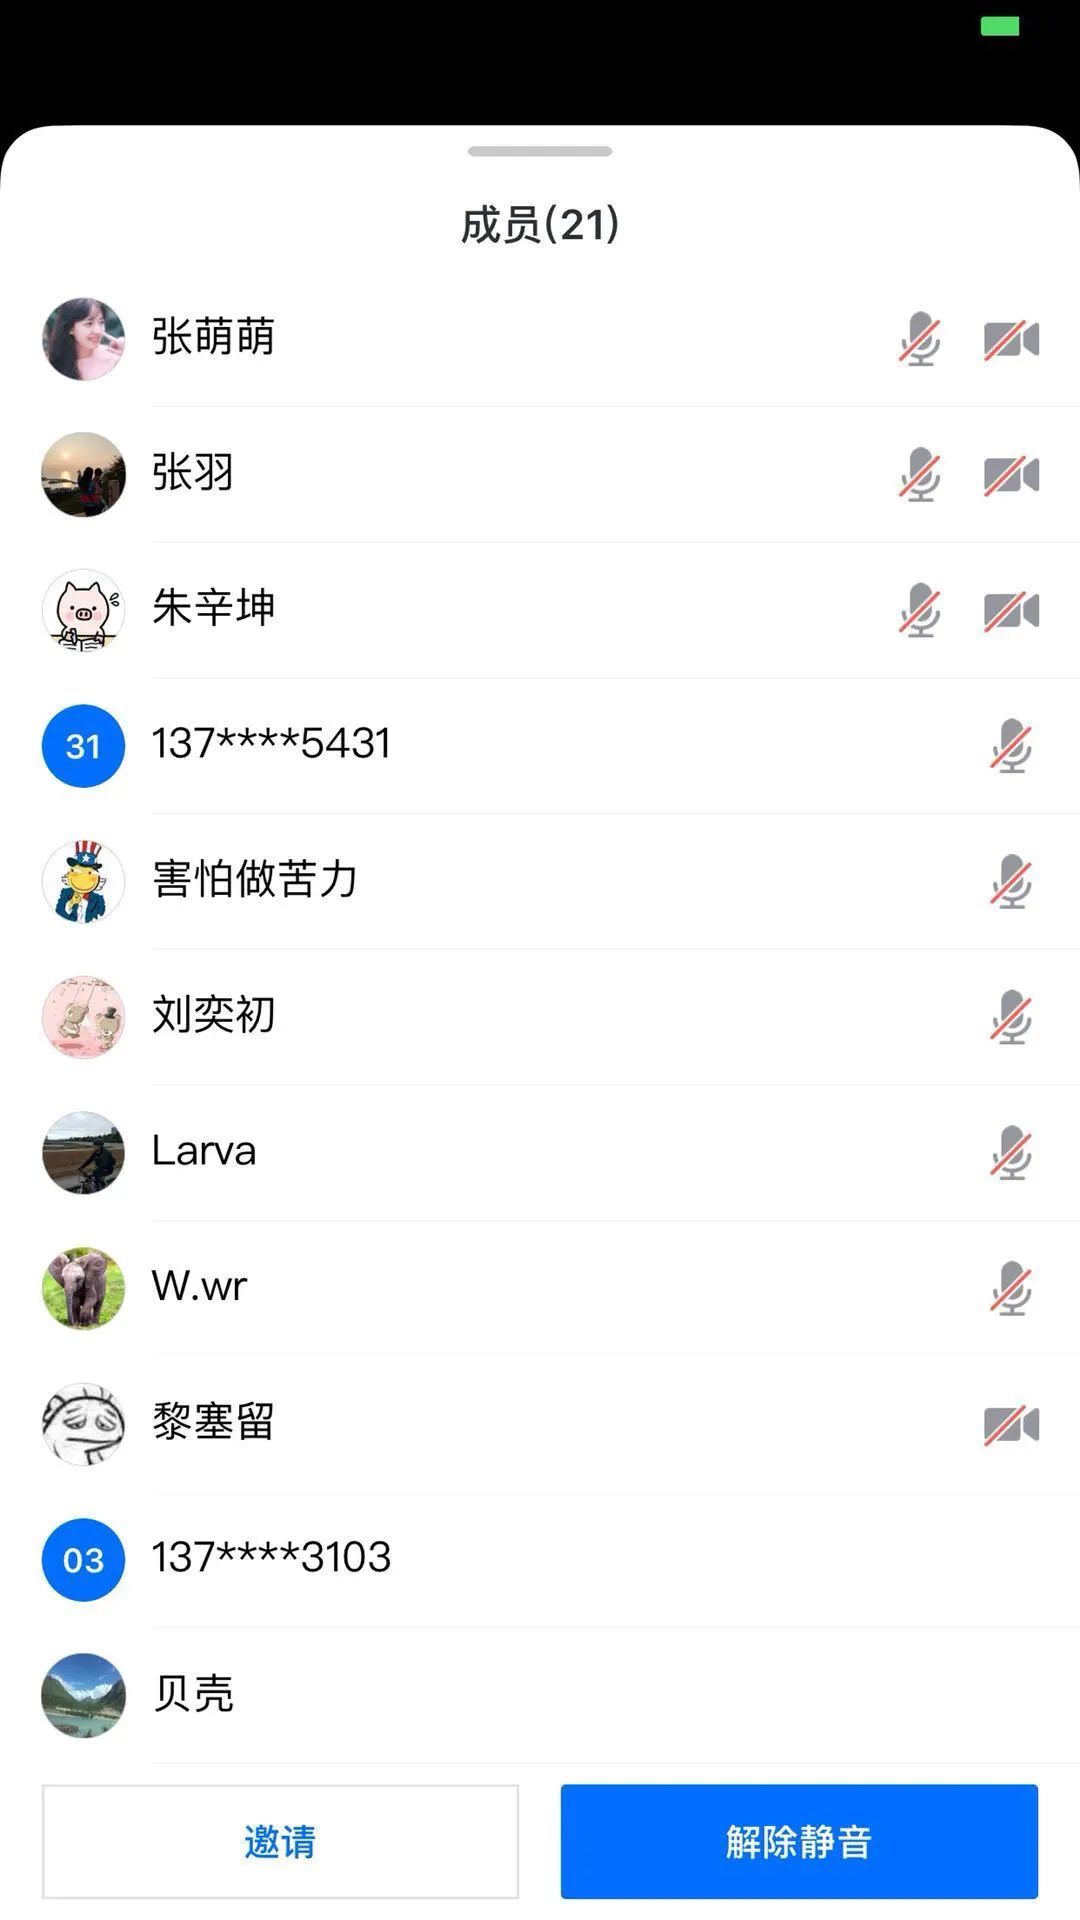 成员(21)
张萌萌
张羽
朱辛坤
31
137****5431
害怕做苦力
刘奕初
Larva
W.wr
黎塞留
03
137****3103
贝壳
邀请
解除静音